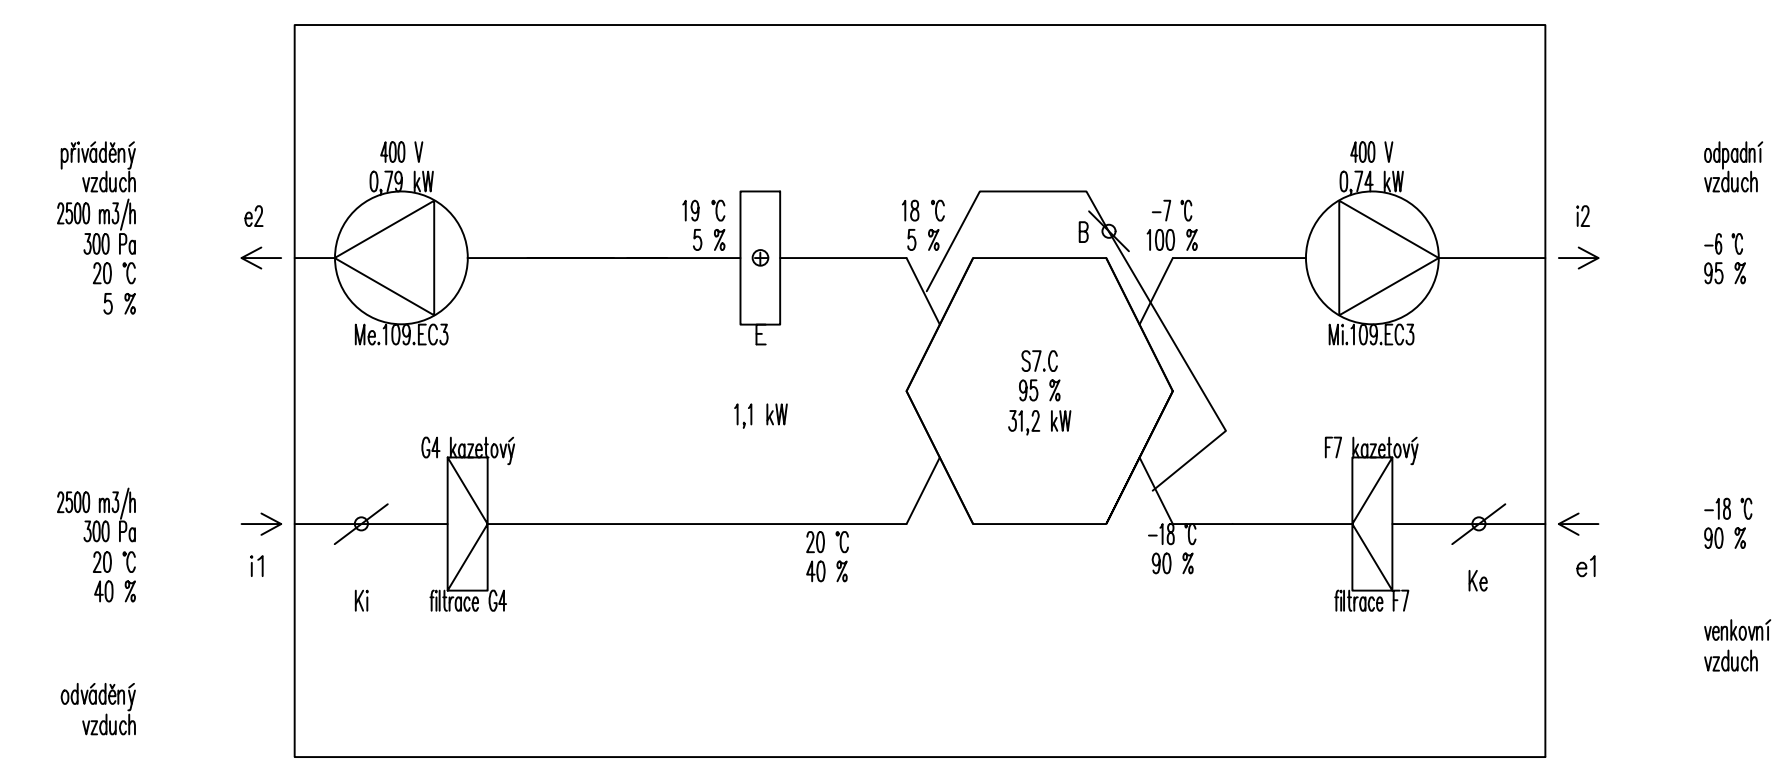 přiváděný
vzduch
2500 m3/h
300 Pa
20 °C
5 %
e2
400 V
0,79 kW
Me.109.EC3
19 °C
5 %
E
1,1 kW
18 °C
5 %
B
-7 °C
100 %
S7.C
95 %
31,2 kW
400 V
0,74 kW
Mi.109.EC3
i2
odpadní
vzduch
-6 °C
95 %
2500 m3/h
300 Pa
20 °C
40 %
i1
Ki
G4 kazetový
filtrace G4
20 °C
40 %
-18 °C
90 %
F7 kazetový
filtrace F7
Ke
e1
-18 °C
90 %
venkovní
vzduch
odváděný
vzduch